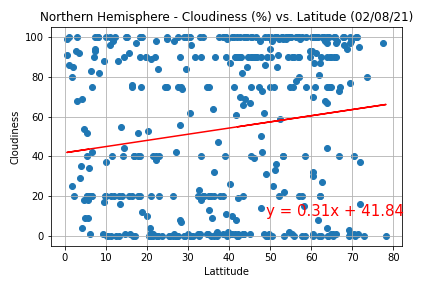 Northern Hemisphere - Cloudiness (%) vs. Latitude (02/08/21)
100
80
60
40
20
0
Cloudiness
y = 0.31x + 41.84
0 10 20 30 40 50 60 70 80
Lattitude